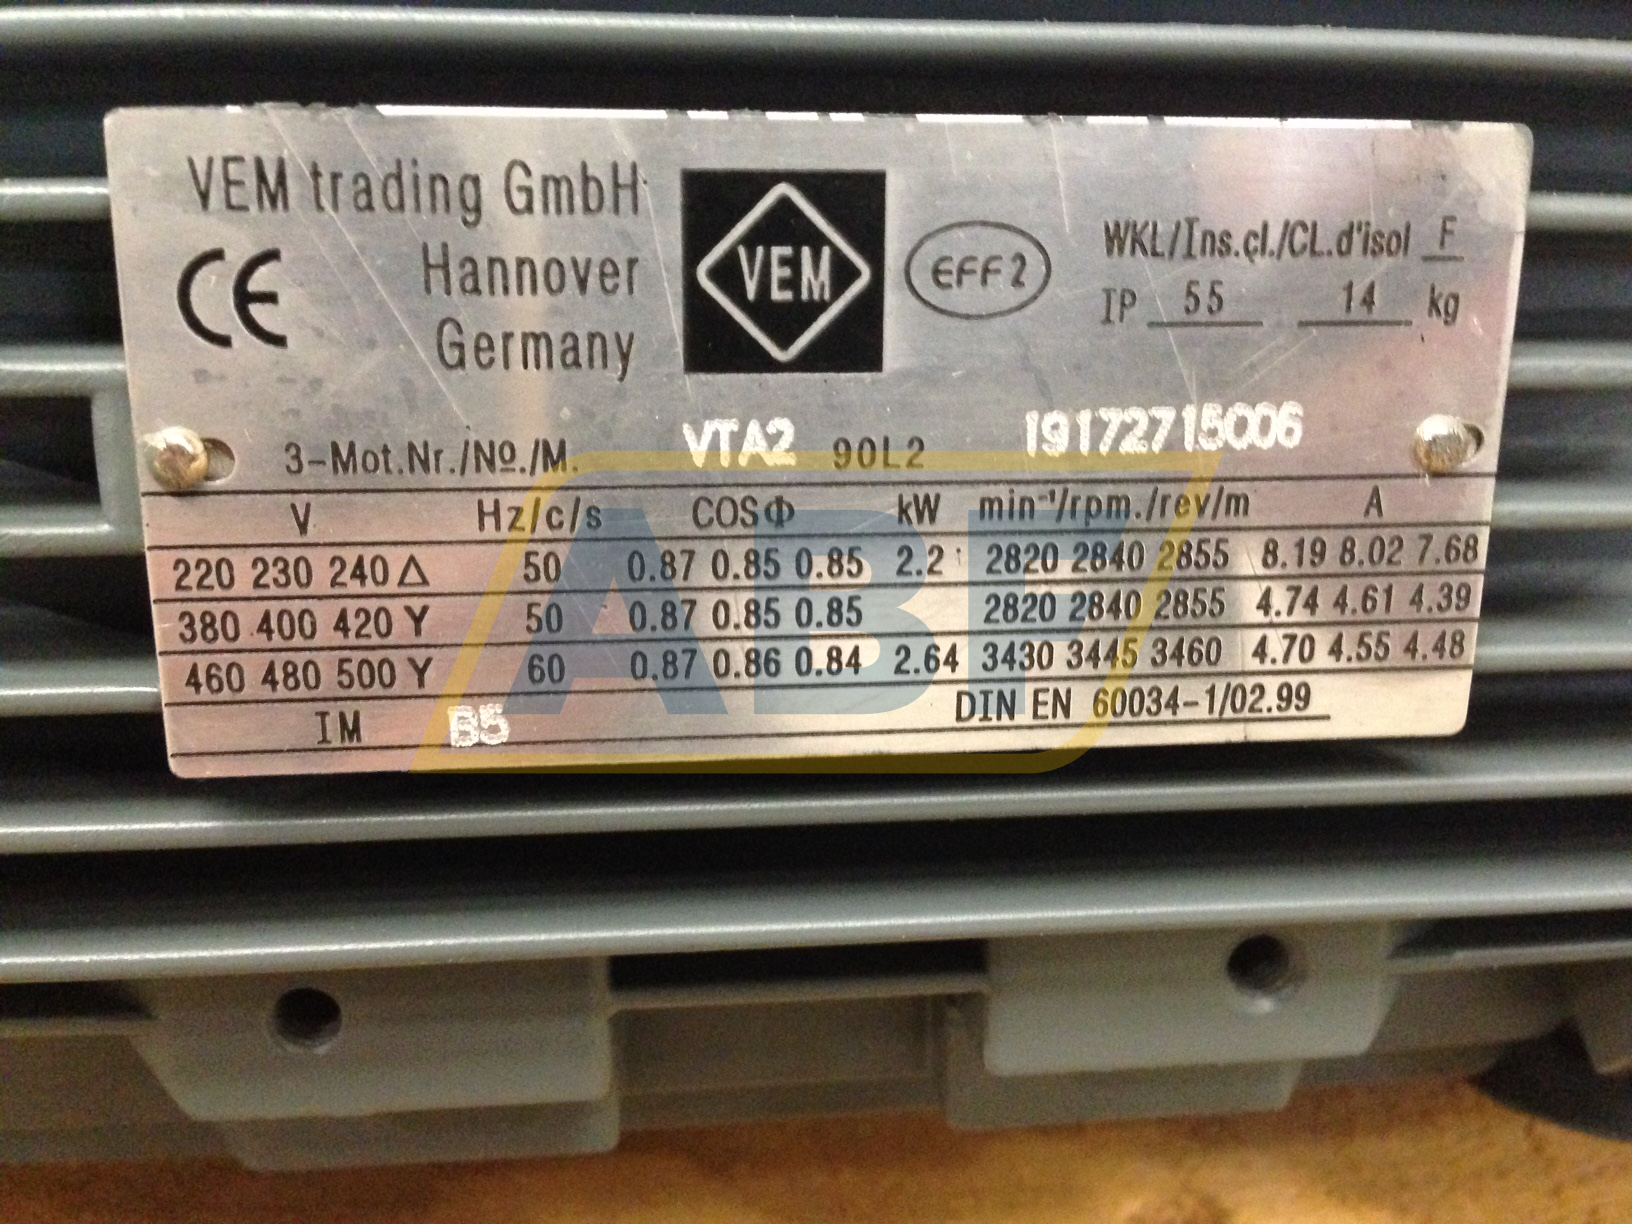 VEM trading GmbH
CE Hannover
Germany
VEM
EFF2
WKL/Ins.cl./CL.d'isol F
IP 55 14 kg
3-Mot.Nr./Nº./M. VTA2 90L2 19172715006
V Hz/c/s COSΦ kW min⁻¹/rpm./rev/m A
220 230 240 Δ 50 0.87 0.85 0.85 2.2 2820 2840 2855 8.19 8.02 7.68
380 400 420 Y 50 0.87 0.85 0.85 2820 2840 2855 4.74 4.61 4.39
460 480 500 Y 60 0.87 0.86 0.84 2.64 3430 3445 3460 4.70 4.55 4.48
IM B5 DIN EN 60034-1/02.99
ABF